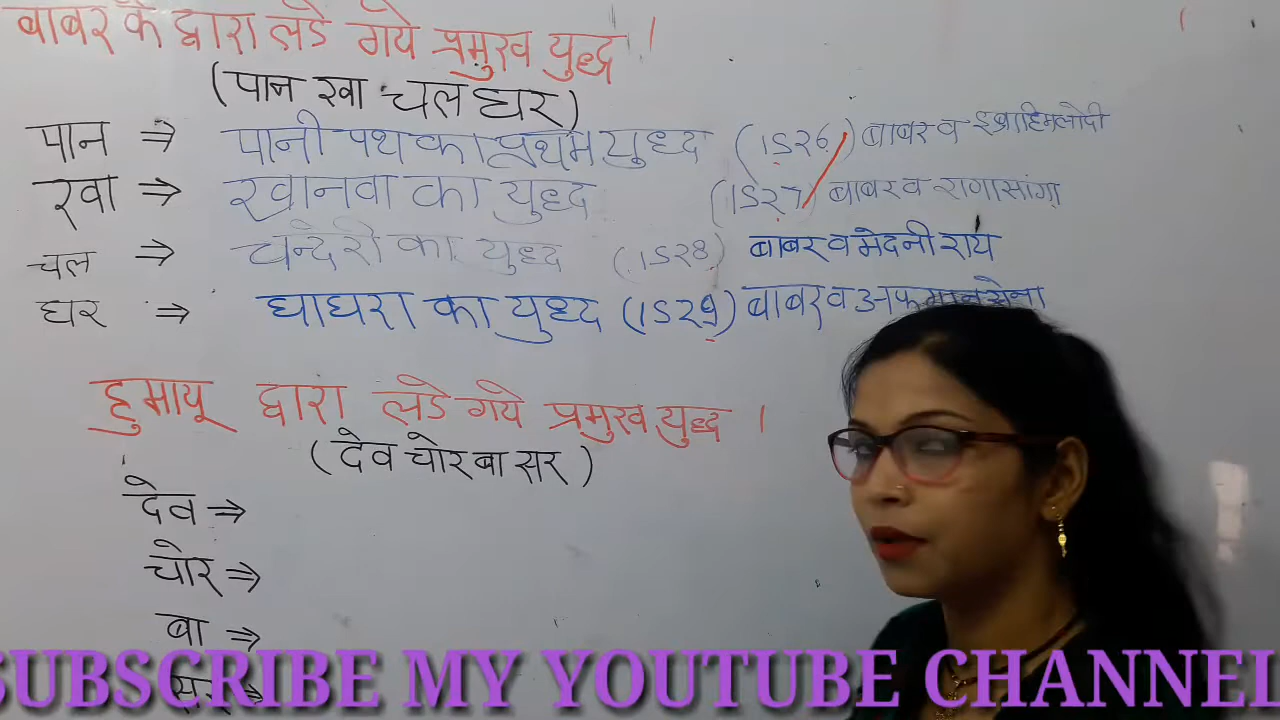 बाबर के द्वारा लडे गये प्रमुख युद्ध ।
(पान खा चल घर)
पान ⇒ पानीपथ का प्रथम युध्द (1526) बाबर व इब्राहिम लोदी
खा ⇒ खानवा का युध्द (1527) बाबर व राणा सांगा
चल ⇒ चन्देरी का युध्द (1528) बाबर व मेदनी राय
घर ⇒ घाघरा का युध्द (1529) बाबर व अफगान सेना
हुमायू द्वारा लडे गये प्रमुख युद्ध ।
(देव चोर बा सर)
देव ⇒
चोर ⇒
बा ⇒
सर ⇒
SUBSCRIBE MY YOUTUBE CHANNEL